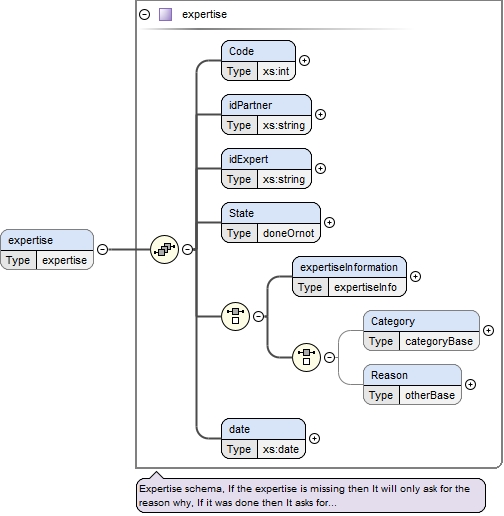 expertise
Code
Type xs:int
idPartner
Type xs:string
idExpert
Type xs:string
State
Type doneOrnot
expertise
Type expertise
expertiseInformation
Type expertiseInfo
Category
Type categoryBase
Reason
Type otherBase
date
Type xs:date
Expertise schema, If the expertise is missing then It will only ask for the
reason why, If it was done then It asks for...